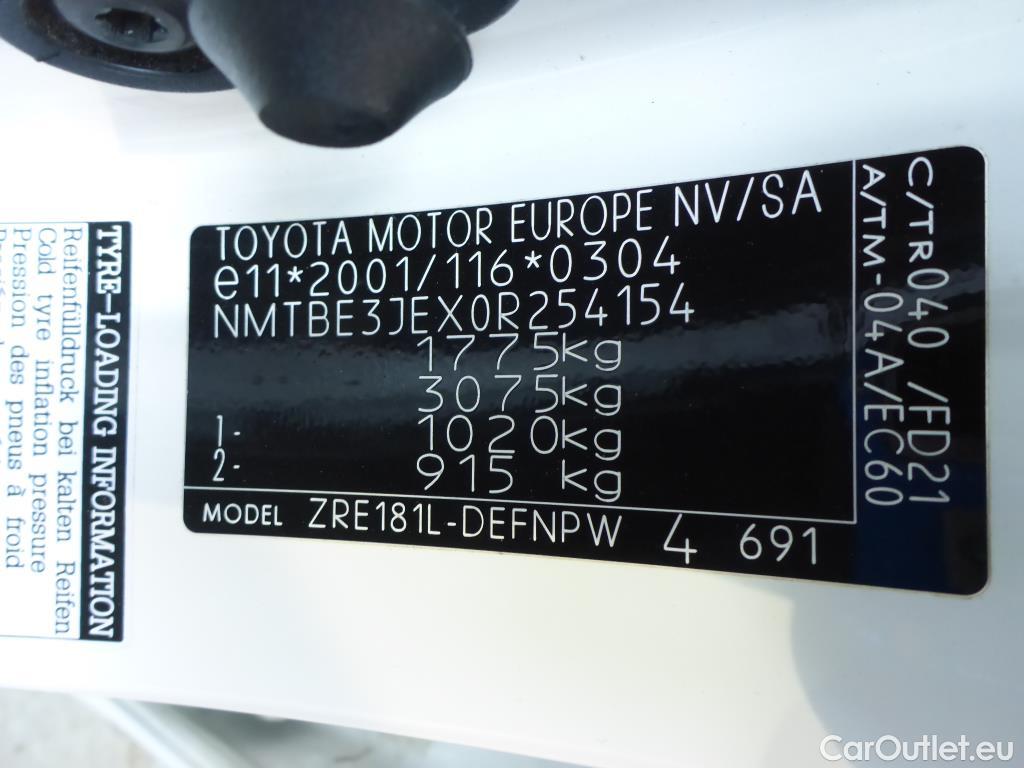 TOYOTA MOTOR EUROPE NV/SA
e11*2001/116*0304
NMTBE3JEX0R254154
1775kg
3075kg
1- 1020kg
2- 915 kg
MODEL ZRE181L-DEFNPW 4 691
C/TR040 /FD21
A/TM-04A/EC60
TYRE-LOADING INFORMATION
Reifenfülldruck bei kalten Reifen
Cold tyre inflation pressure
Pression des pneus à froid
CarOutlet.eu